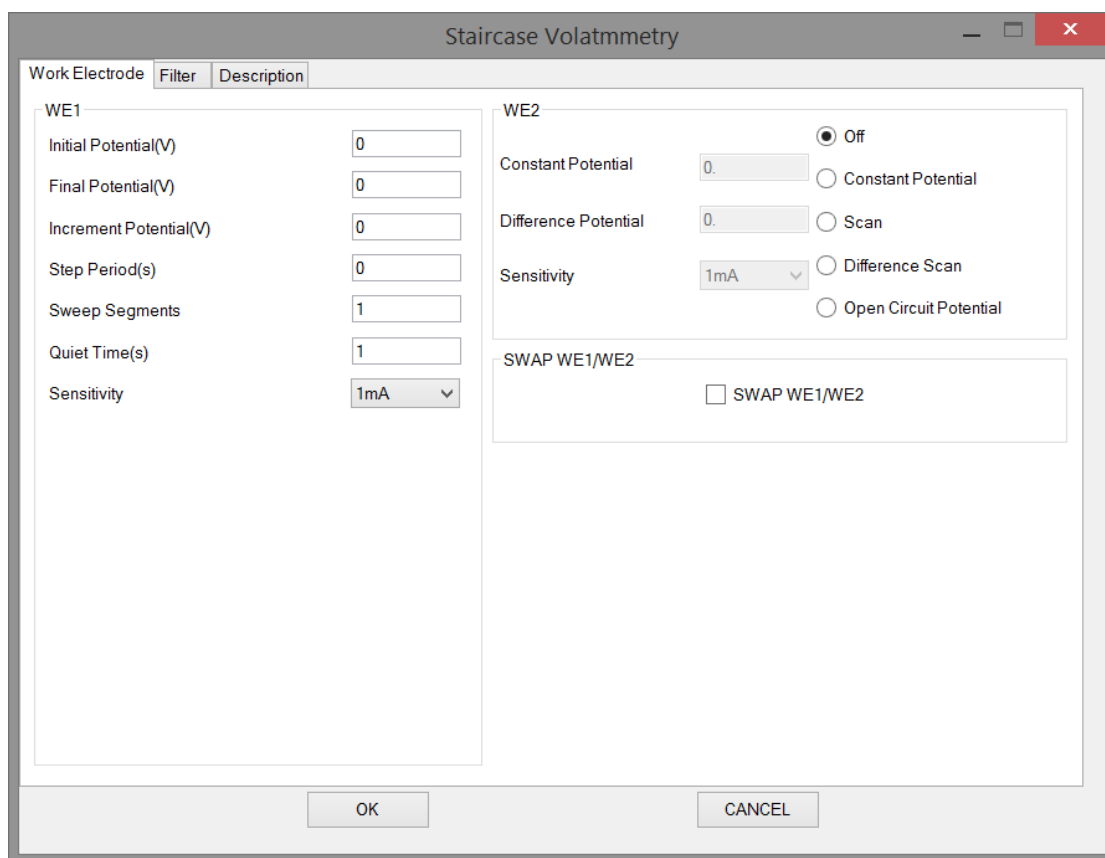 Staircase Volatmmetry
Work Electrode Filter Description
WE1
Initial Potential(V) 0
Final Potential(V) 0
Increment Potential(V) 0
Step Period(s) 0
Sweep Segments 1
Quiet Time(s) 1
Sensitivity 1mA
WE2
Off
Constant Potential 0.
Constant Potential
Difference Potential 0.
Scan
Sensitivity 1mA
Difference Scan
Open Circuit Potential
SWAP WE1/WE2
SWAP WE1/WE2
OK CANCEL